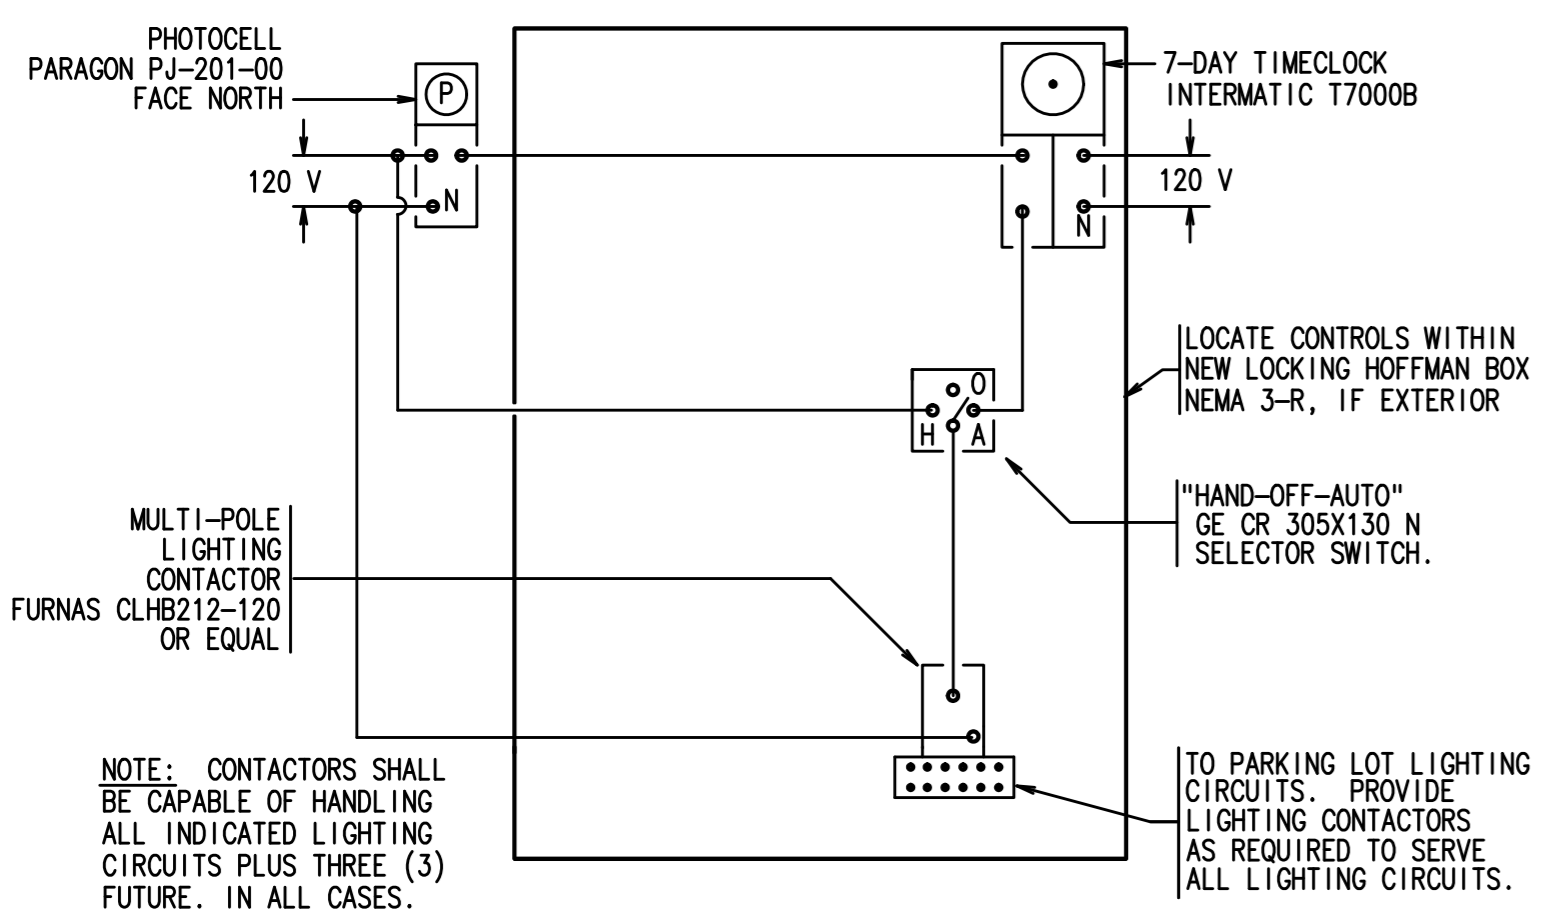 PHOTOCELL
PARAGON PJ-201-00
FACE NORTH
P
120 V
N
7-DAY TIMECLOCK
INTERMATIC T7000B
120 V
N
LOCATE CONTROLS WITHIN
NEW LOCKING HOFFMAN BOX
NEMA 3-R, IF EXTERIOR
O
H A
"HAND-OFF-AUTO"
GE CR 305X130 N
SELECTOR SWITCH.
MULTI-POLE
LIGHTING
CONTACTOR
FURNAS CLHB212-120
OR EQUAL
NOTE: CONTACTORS SHALL
BE CAPABLE OF HANDLING
ALL INDICATED LIGHTING
CIRCUITS PLUS THREE (3)
FUTURE. IN ALL CASES.
TO PARKING LOT LIGHTING
CIRCUITS. PROVIDE
LIGHTING CONTACTORS
AS REQUIRED TO SERVE
ALL LIGHTING CIRCUITS.